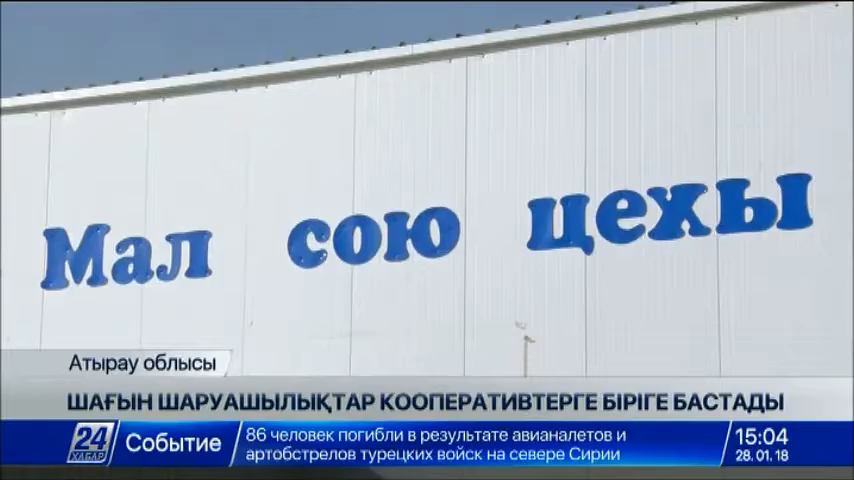 Мал сою цехы
Атырау облысы
ШАҒЫН ШАРУАШЫЛЫҚТАР КООПЕРАТИВТЕРГЕ БІРІГЕ БАСТАДЫ
24
ХАБАР
Событие
86 человек погибли в результате авианалетов и
артобстрелов турецких войск на севере Сирии
15:04
28.01.18